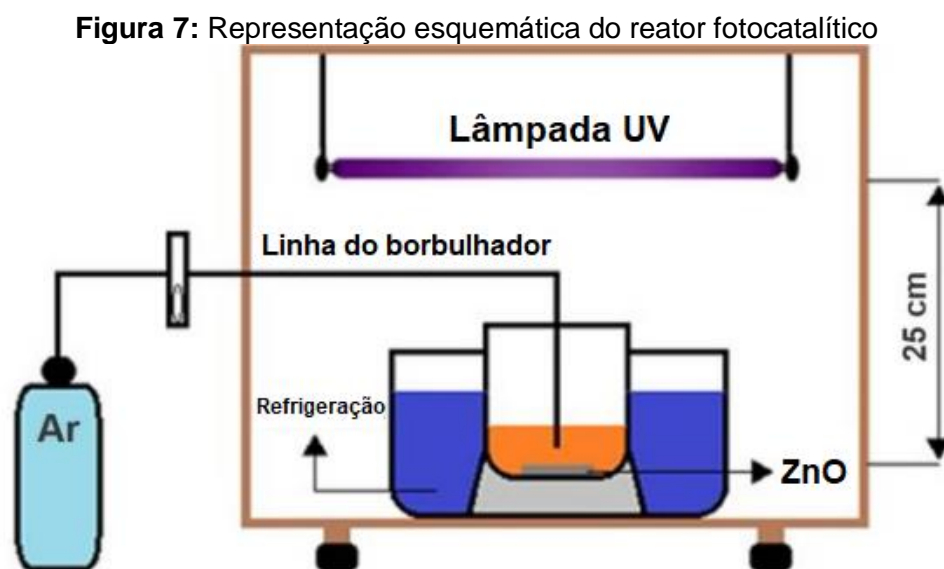 Figura 7: Representação esquemática do reator fotocatalítico
Lâmpada UV
Linha do borbulhador
25 cm
Refrigeração
Ar
ZnO